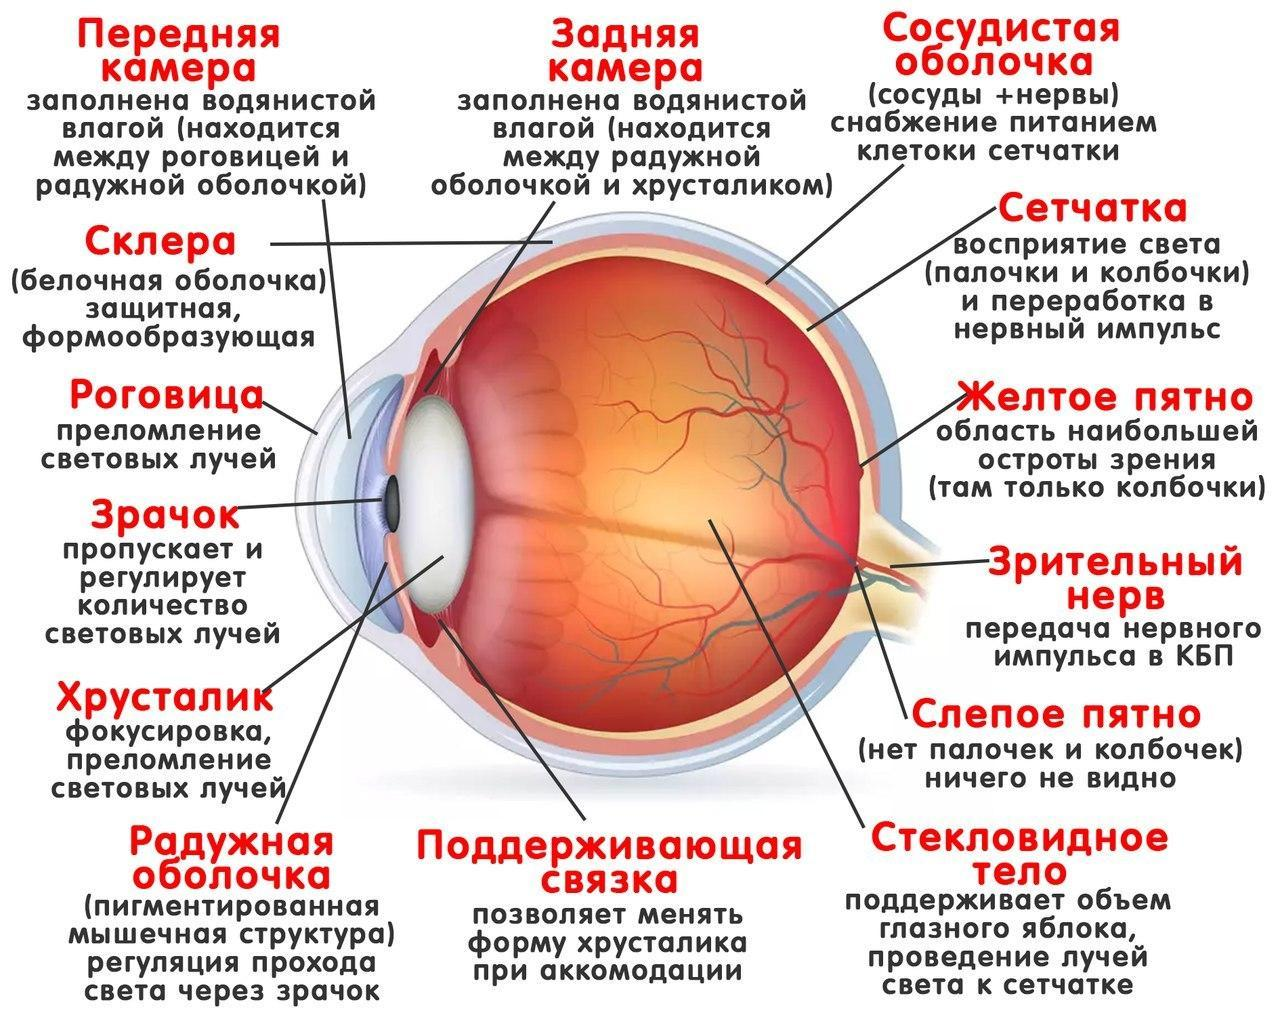 Передняя
камера
заполнена водянистой
влагой (находится
между роговицей и
радужной оболочкой)
Задняя
камера
заполнена водянистой
влагой (находится
между радужной
оболочкой и хрусталиком)
Сосудистая
оболочка
(сосуды +нервы)
снабжение питанием
клетоки сетчатки
Склера
(белочная оболочка)
защитная,
формообразующая
Сетчатка
восприятие света
(палочки и колбочки)
и переработка в
нервный импульс
Роговица
преломление
световых лучей
Желтое пятно
область наибольшей
остроты зрения
(там только колбочки)
Зрачок
пропускает и
регулирует
количество
световых лучей
Зрительный
нерв
передача нервного
импульса в КБП
Хрусталик
фокусировка,
преломление
световых лучей
Слепое пятно
(нет палочек и колбочек)
ничего не видно
Радужная
оболочка
(пигментированная
мышечная структура)
регуляция прохода
света через зрачок
Поддерживающая
связка
позволяет менять
форму хрусталика
при аккомодации
Стекловидное
тело
поддерживает объем
глазного яблока,
проведение лучей
света к сетчатке